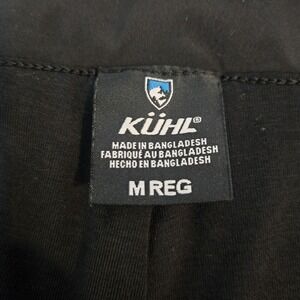 KÜHL®
MADE IN BANGLADESH
FABRIQUÉ AU BANGLADESH
HECHO EN BANGLADESH
M REG